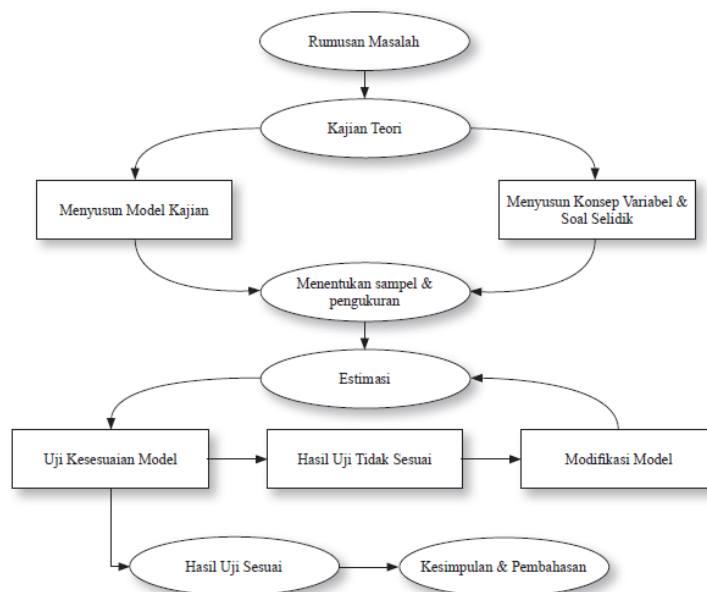 Rumusan Masalah
Kajian Teori
Menyusun Model Kajian
Menyusun Konsep Variabel &
Soal Selidik
Menentukan sampel &
pengukuran
Estimasi
Uji Kesesuaian Model
Hasil Uji Tidak Sesuai
Modifikasi Model
Hasil Uji Sesuai
Kesimpulan & Pembahasan